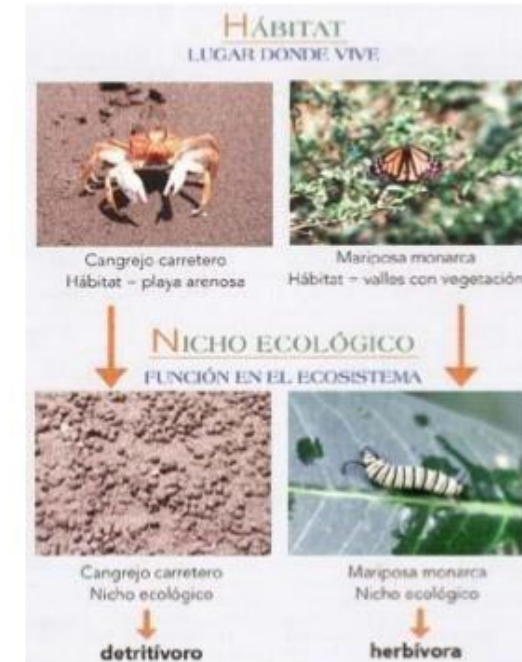 HÁBITAT
LUGAR DONDE VIVE
Cangrejo carretero
Hábitat – playa arenosa
Mariposa monarca
Hábitat – valles con vegetación
NICHO ECOLÓGICO
FUNCIÓN EN EL ECOSISTEMA
Cangrejo carretero
Nicho ecológico
detritívoro
Mariposa monarca
Nicho ecológico
herbívora